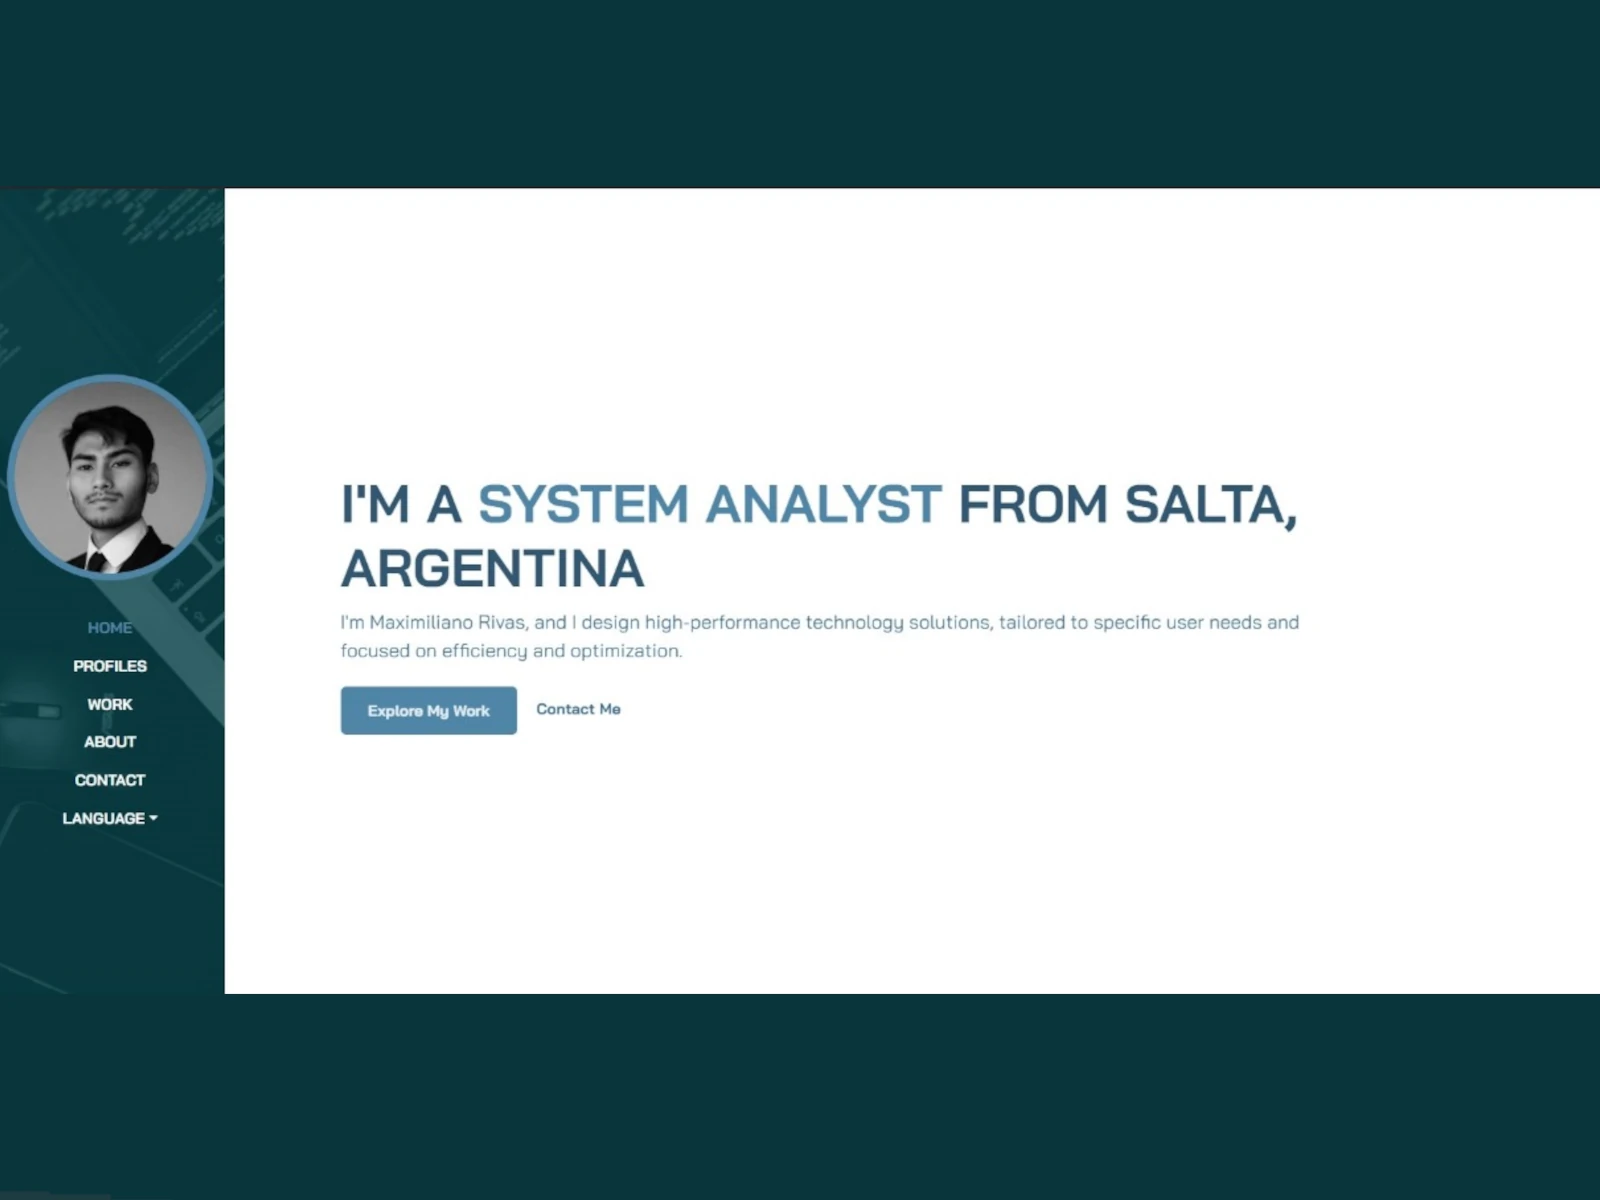 HOME
PROFILES
WORK
ABOUT
CONTACT
LANGUAGE
I'M A SYSTEM ANALYST FROM SALTA,
ARGENTINA
I'm Maximiliano Rivas, and I design high-performance technology solutions, tailored to specific user needs and
focused on efficiency and optimization.
Explore My Work
Contact Me